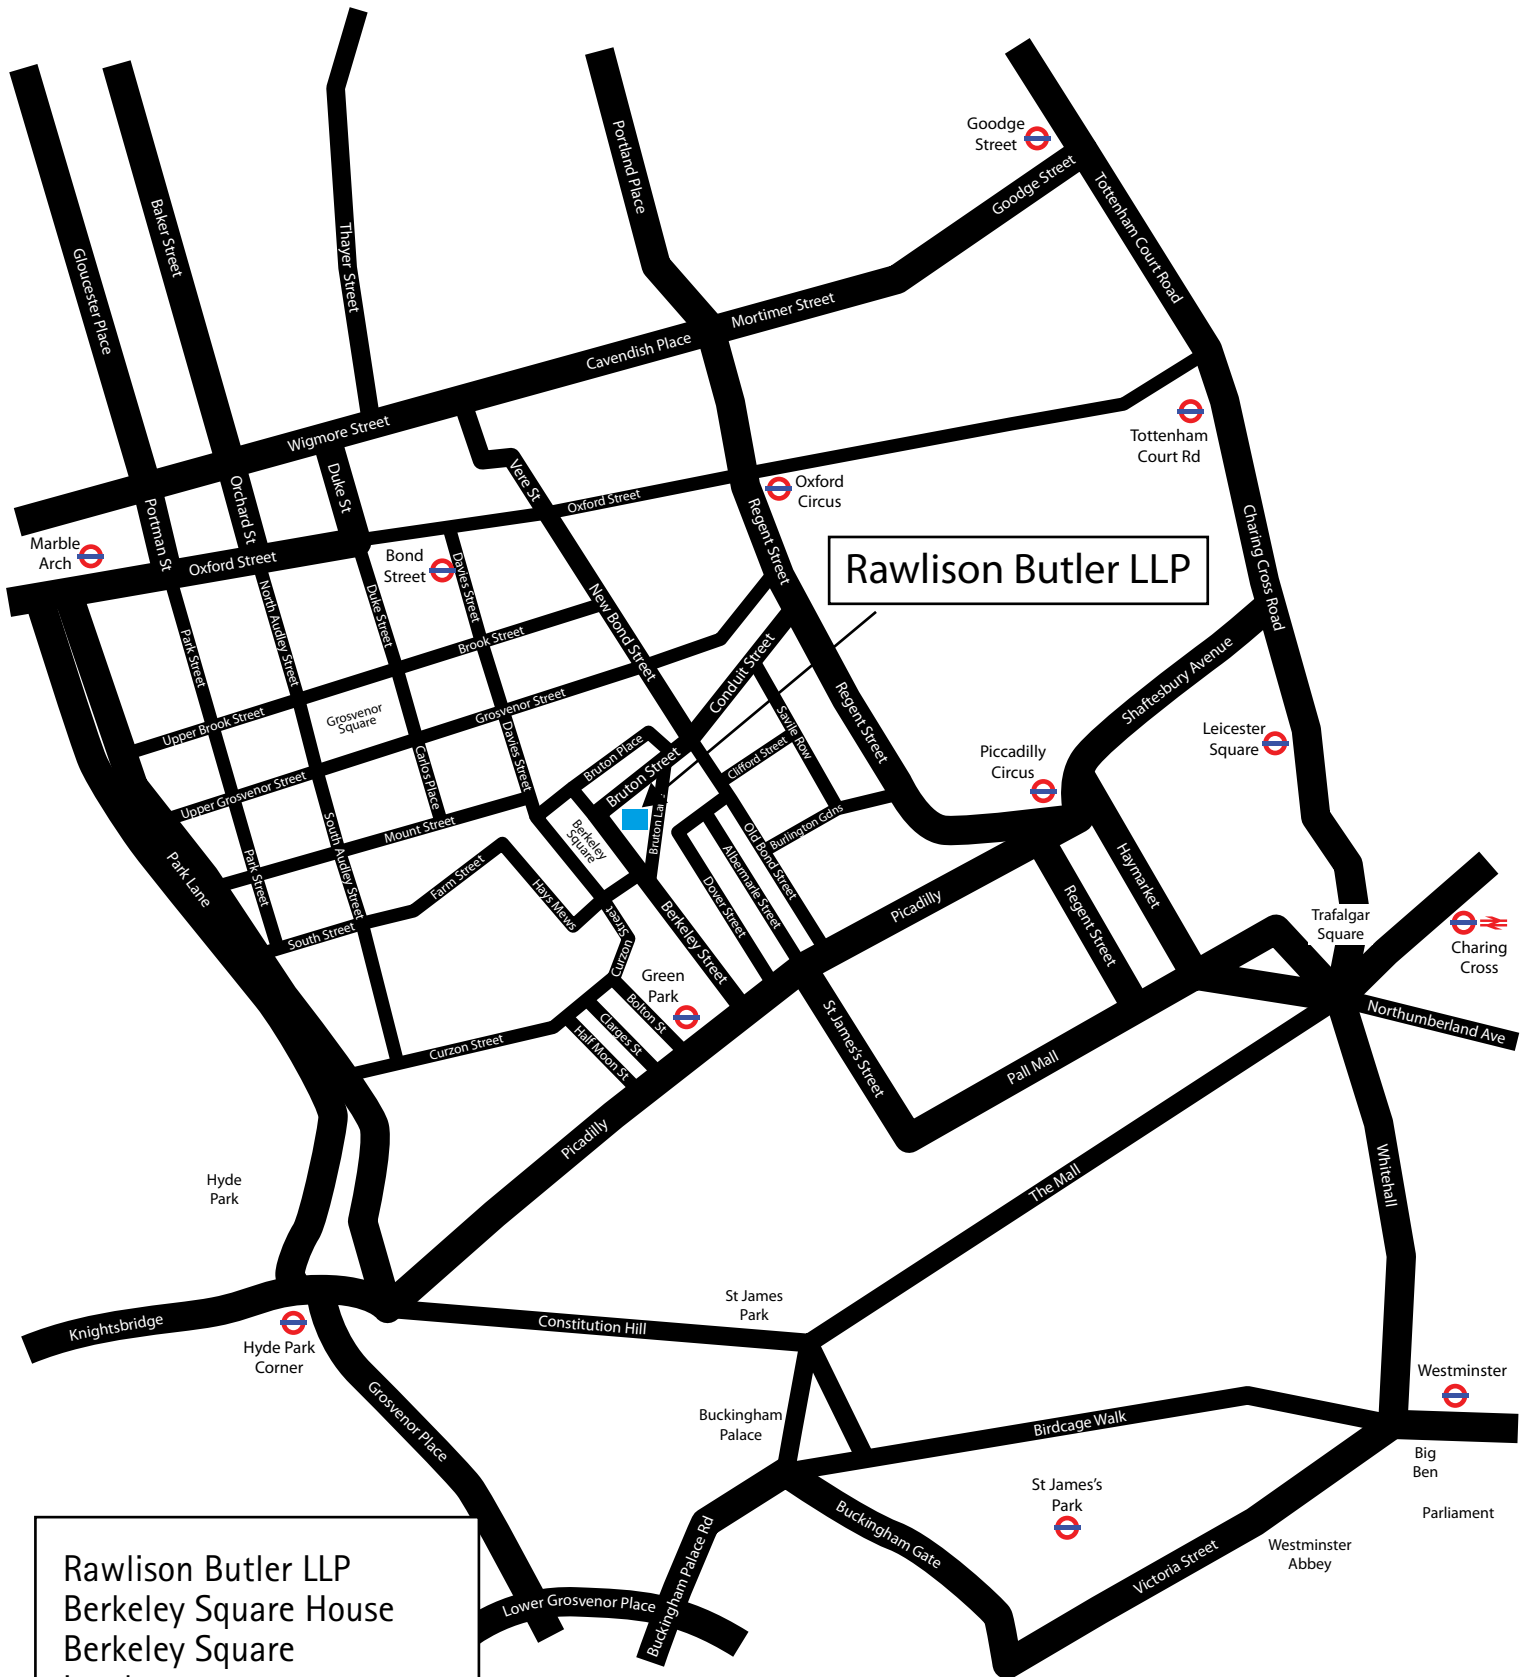 Goodge
Street
Goodge Street
Tottenham Court Road
Portland Place
Baker Street
Gloucester Place
Thayer Street
Mortimer Street
Cavendish Place
Wigmore Street
Tottenham
Court Rd
Oxford
Circus
Oxford Street
Vere St
Duke St
Orchard St
Portman St
Marble
Arch
Oxford Street
Bond
Street
Davies Street
Regent Street
Charing Cross Road
Rawlison Butler LLP
North Audley Street
Duke Street
New Bond Street
Park Street
Brook Street
Conduit Street
Shaftesbury Avenue
Upper Brook Street
Grosvenor
Square
Grosvenor Street
Davies Street
Regent Street
Savile Row
Leicester
Square
Piccadilly
Circus
Bruton Place
Bruton Street
Clifford Street
Upper Grosvenor Street
Carlos Place
Mount Street
Berkeley
Square
Burlington Gdns
Old Bond Street
South Audley Street
Park Street
Park Lane
Farm Street
Hays Mews
Albermarle Street
Dover Street
Haymarket
Picadilly
Regent Street
Trafalgar
Square
Charing
Cross
South Street
Curzon Street
Berkeley Street
Green
Park
Bolton St
Clarges St
Half Moon St
Curzon Street
St James's Street
Northumberland Ave
Pall Mall
Picadilly
Whitehall
Hyde
Park
The Mall
St James
Park
Knightsbridge
Constitution Hill
Hyde Park
Corner
Westminster
Grosvenor Place
Buckingham
Palace
Birdcage Walk
Big
Ben
St James's
Park
Parliament
Buckingham Gate
Westminster
Abbey
Victoria Street
Buckingham Palace Rd
Lower Grosvenor Place
Rawlison Butler LLP
Berkeley Square House
Berkeley Square